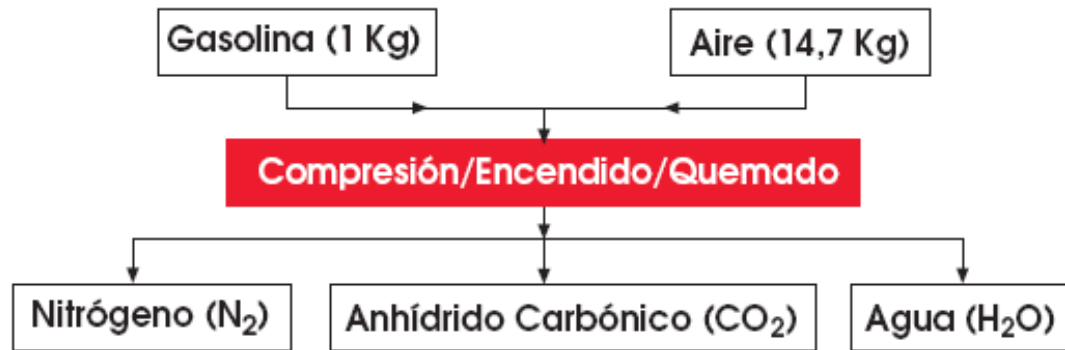 Gasolina (1 Kg)
Aire (14,7 Kg)
Compresión/Encendido/Quemado
Nitrógeno (N₂)
Anhídrido Carbónico (CO₂)
Agua (H₂O)